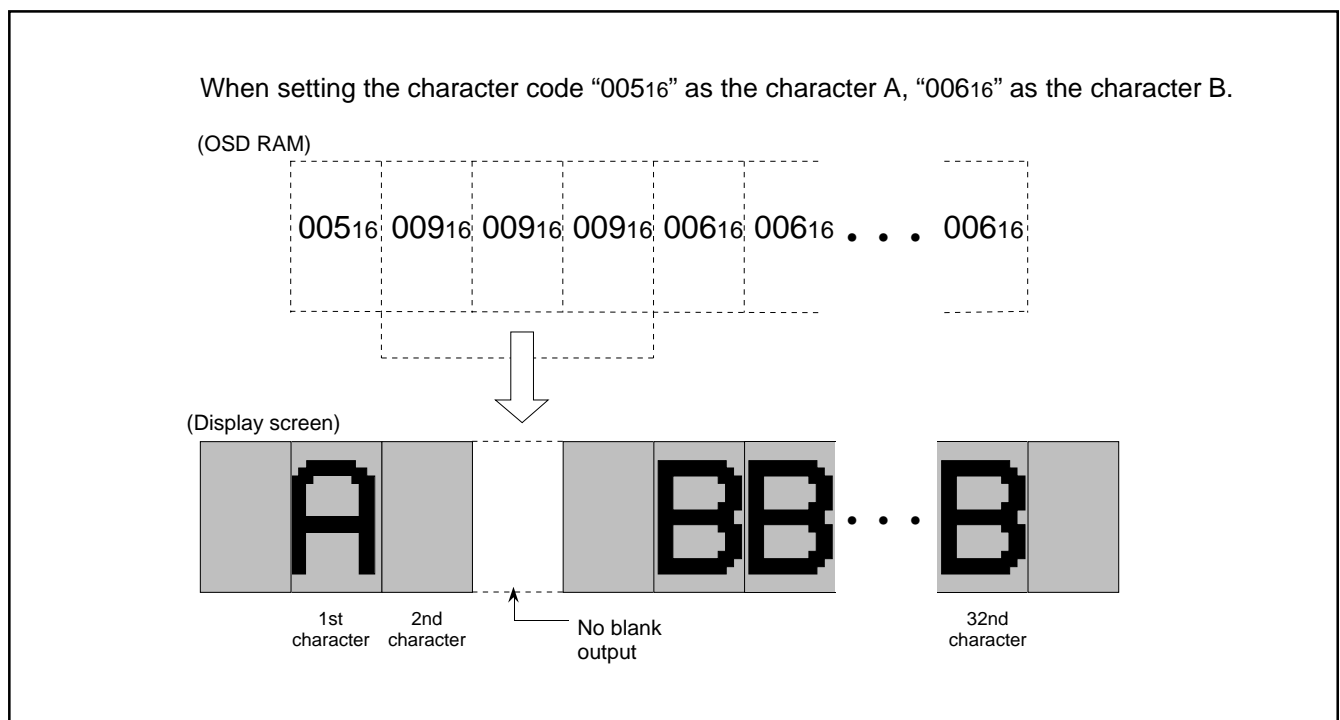 When setting the character code “00516” as the character A, “00616” as the character B.
(OSD RAM)
00516 00916 00916 00916 00616 00616 • • • 00616
(Display screen)
A B B • • • B
1st character
2nd character
No blank output
32nd character